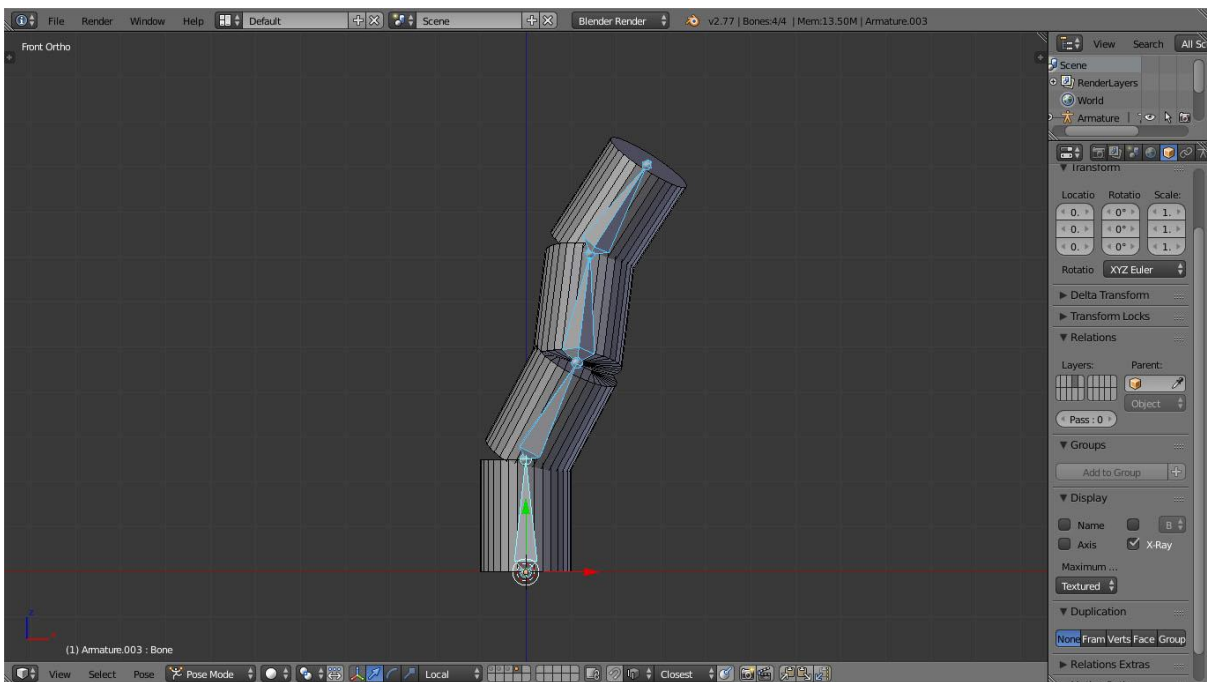 File Render Window Help Default Scene Blender Render v2.77 | Bones:4/4 | Mem:13.50M | Armature.003
Front Ortho
View Search All Sc
Scene
RenderLayers
World
Armature
Transform
Locatio Rotatio Scale:
0. 0° 1.
0. 0° 1.
0. 0° 1.
Rotatio XYZ Euler
Delta Transform
Transform Locks
Relations
Layers: Parent:
Object
Pass : 0
Groups
Add to Group
Display
Name B
Axis X-Ray
Maximum ...
Textured
Duplication
None Fram Verts Face Group
Relations Extras
z
x
(1) Armature.003 : Bone
View Select Pose Pose Mode Local Closest